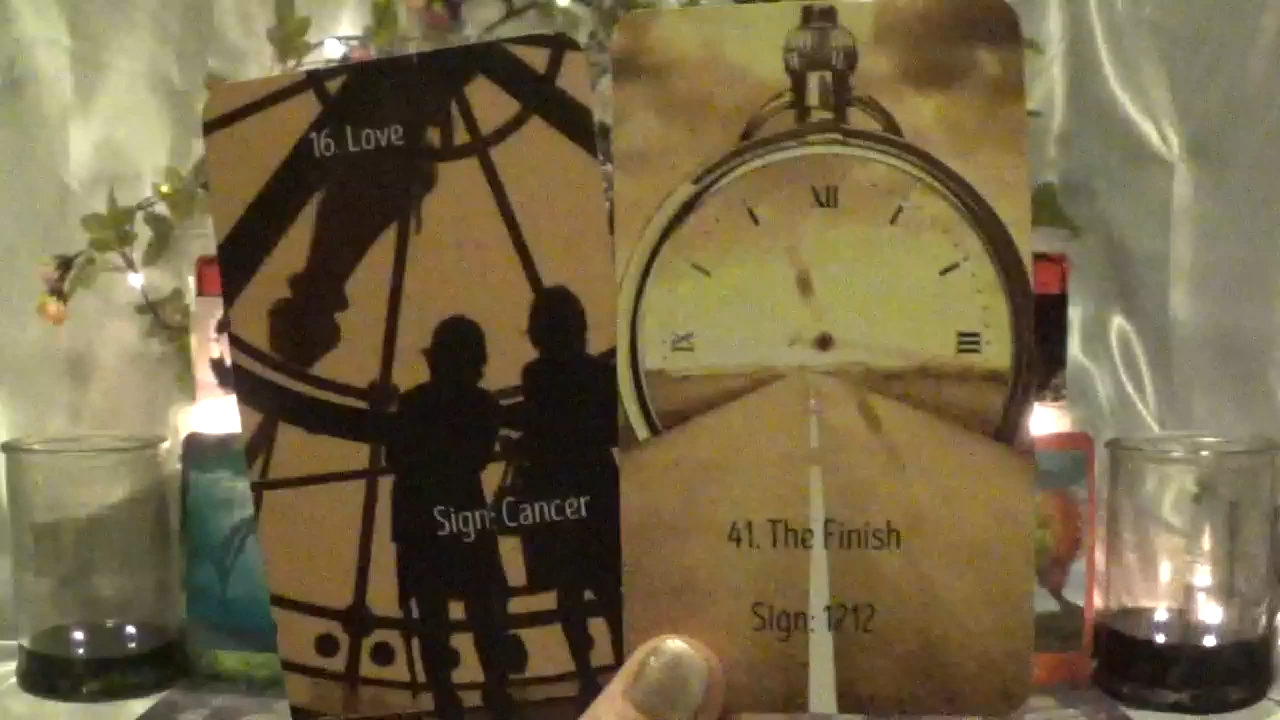 16. Love
Sign: Cancer
XII
IX
III
41. The Finish
Sign: 1212